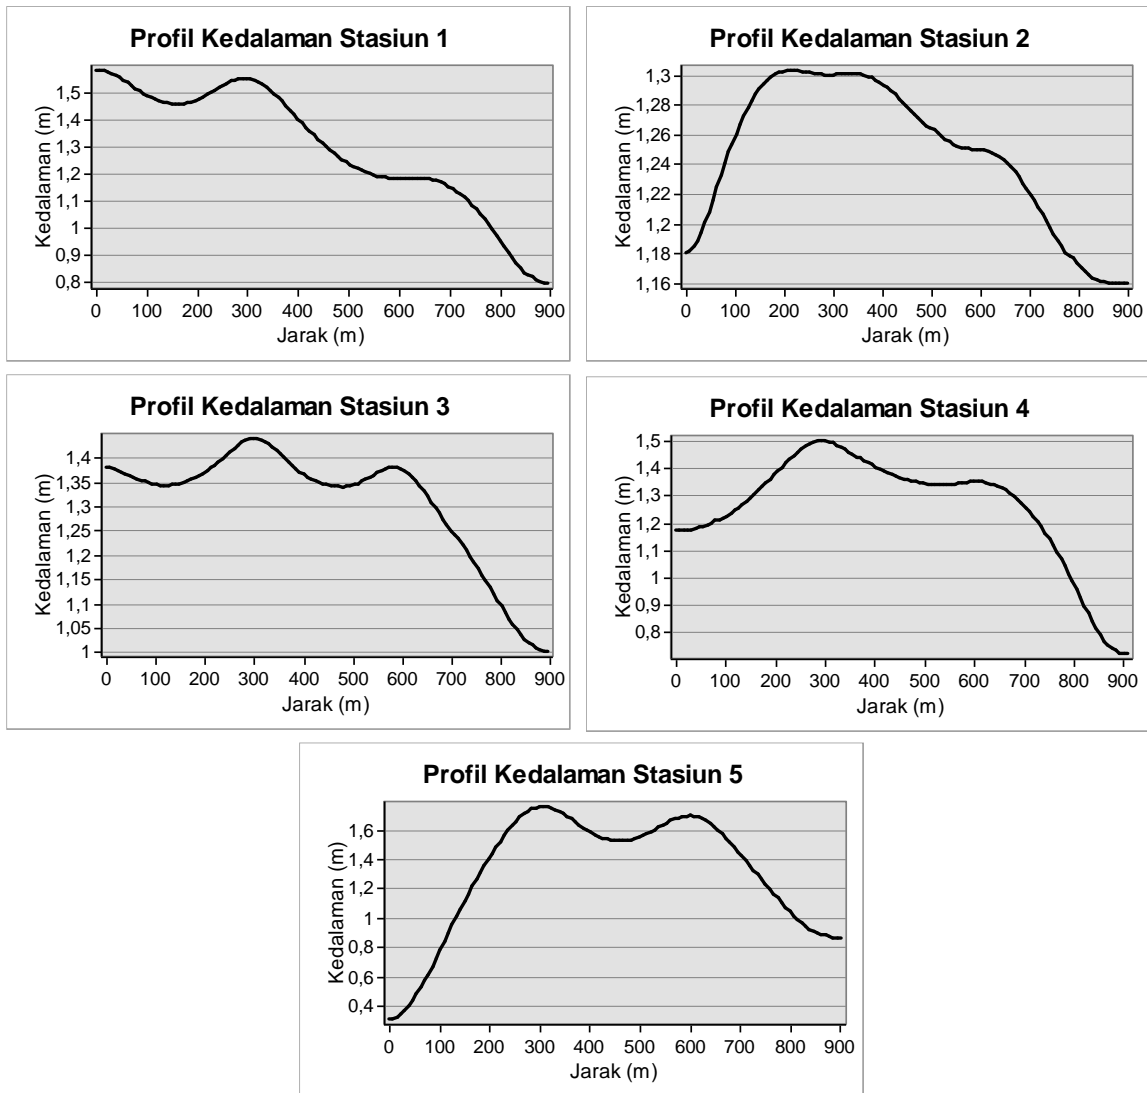 Profil Kedalaman Stasiun 1
Kedalaman (m)
1,5
1,4
1,3
1,2
1,1
1
0,9
0,8
0 100 200 300 400 500 600 700 800 900
Jarak (m)
Profil Kedalaman Stasiun 2
Kedalaman (m)
1,3
1,28
1,26
1,24
1,22
1,2
1,18
1,16
0 100 200 300 400 500 600 700 800 900
Jarak (m)
Profil Kedalaman Stasiun 3
Kedalaman (m)
1,4
1,35
1,3
1,25
1,2
1,15
1,1
1,05
1
0 100 200 300 400 500 600 700 800 900
Jarak (m)
Profil Kedalaman Stasiun 4
Kedalaman (m)
1,5
1,4
1,3
1,2
1,1
1
0,9
0,8
0 100 200 300 400 500 600 700 800 900
Jarak (m)
Profil Kedalaman Stasiun 5
Kedalaman (m)
1,6
1,4
1,2
1
0,8
0,6
0,4
0 100 200 300 400 500 600 700 800 900
Jarak (m)